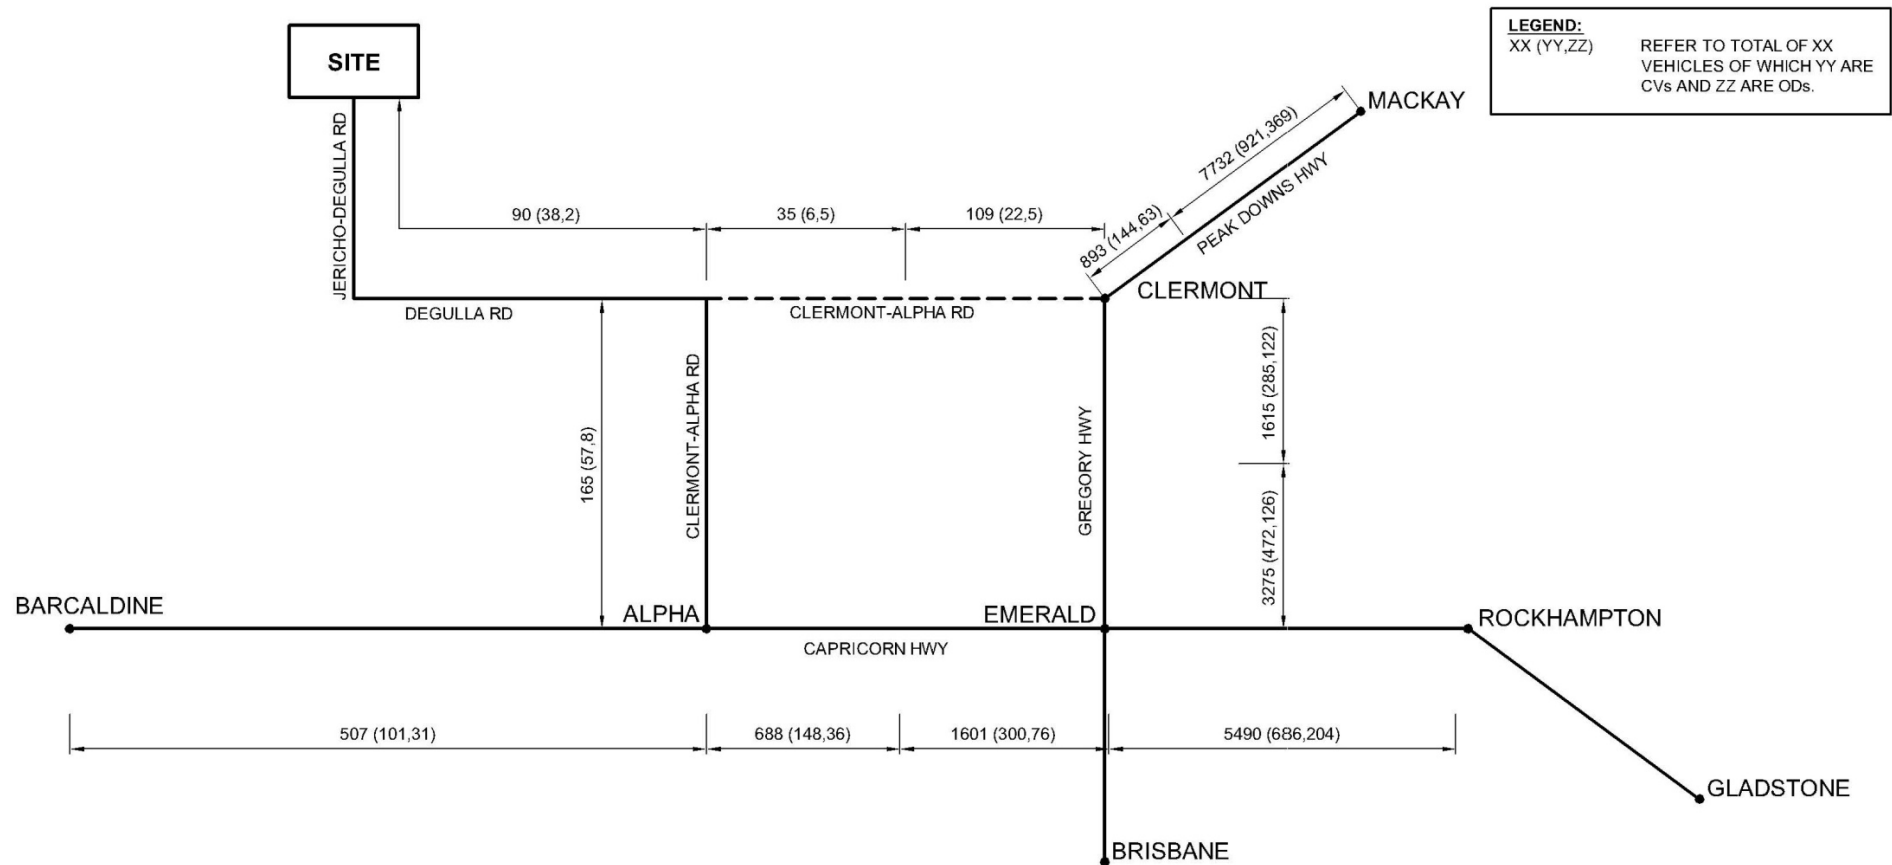 LEGEND:
XX (YY,ZZ) REFER TO TOTAL OF XX
VEHICLES OF WHICH YY ARE
CVs AND ZZ ARE ODs.
SITE
MACKAY
JERICHO-DEGULLA RD
7732 (921,369)
90 (38,2)
35 (6,5)
109 (22,5)
893 (144,63)
PEAK DOWNS HWY
CLERMONT
DEGULLA RD
CLERMONT-ALPHA RD
165 (57,8)
CLERMONT-ALPHA RD
GREGORY HWY
1615 (285,122)
3275 (472,126)
BARCALDINE
ALPHA
EMERALD
ROCKHAMPTON
CAPRICORN HWY
507 (101,31)
688 (148,36)
1601 (300,76)
5490 (686,204)
GLADSTONE
BRISBANE